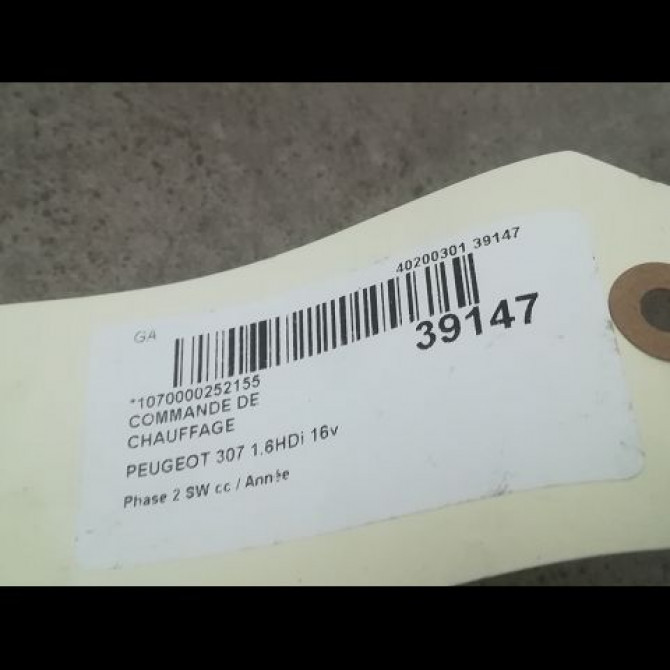 40200301 39147
GA
39147
*1070000252155
COMMANDE DE
CHAUFFAGE
PEUGEOT 307 1.6HDi 16v
Phase 2 SW cc / Année